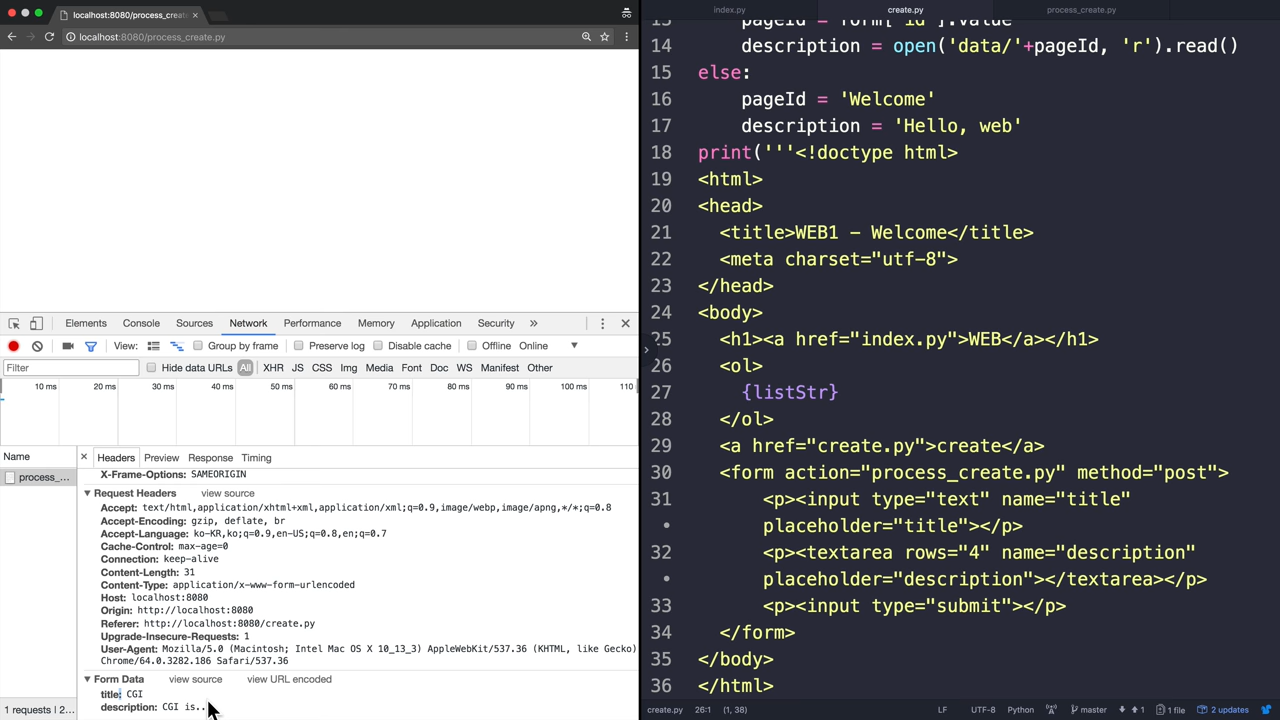 localhost:8080/process_create
localhost:8080/process_create.py
Elements Console Sources Network Performance Memory Application Security »
View: Group by frame Preserve log Disable cache Offline Online
Filter Hide data URLs All XHR JS CSS Img Media Font Doc WS Manifest Other
10 ms 20 ms 30 ms 40 ms 50 ms 60 ms 70 ms 80 ms 90 ms 100 ms 110
Name × Headers Preview Response Timing
process_...
X-Frame-Options: SAMEORIGIN
Request Headers view source
Accept: text/html,application/xhtml+xml,application/xml;q=0.9,image/webp,image/apng,*/*;q=0.8
Accept-Encoding: gzip, deflate, br
Accept-Language: ko-KR,ko;q=0.9,en-US;q=0.8,en;q=0.7
Cache-Control: max-age=0
Connection: keep-alive
Content-Length: 31
Content-Type: application/x-www-form-urlencoded
Host: localhost:8080
Origin: http://localhost:8080
Referer: http://localhost:8080/create.py
Upgrade-Insecure-Requests: 1
User-Agent: Mozilla/5.0 (Macintosh; Intel Mac OS X 10_13_3) AppleWebKit/537.36 (KHTML, like Gecko)
Chrome/64.0.3282.186 Safari/537.36
Form Data view source view URL encoded
title: CGI
description: CGI is..
1 requests | 2...
index.py create.py process_create.py
13 pageId = form["id"].value
14 description = open('data/'+pageId, 'r').read()
15 else:
16 pageId = 'Welcome'
17 description = 'Hello, web'
18 print('''<!doctype html>
19 <html>
20 <head>
21 <title>WEB1 - Welcome</title>
22 <meta charset="utf-8">
23 </head>
24 <body>
25 <h1><a href="index.py">WEB</a></h1>
26 <ol>
27 {listStr}
28 </ol>
29 <a href="create.py">create</a>
30 <form action="process_create.py" method="post">
31 <p><input type="text" name="title"
• placeholder="title"></p>
32 <p><textarea rows="4" name="description"
• placeholder="description"></textarea></p>
33 <p><input type="submit"></p>
34 </form>
35 </body>
36 </html>
create.py 26:1 (1, 38) LF UTF-8 Python master 1 1 file 2 updates